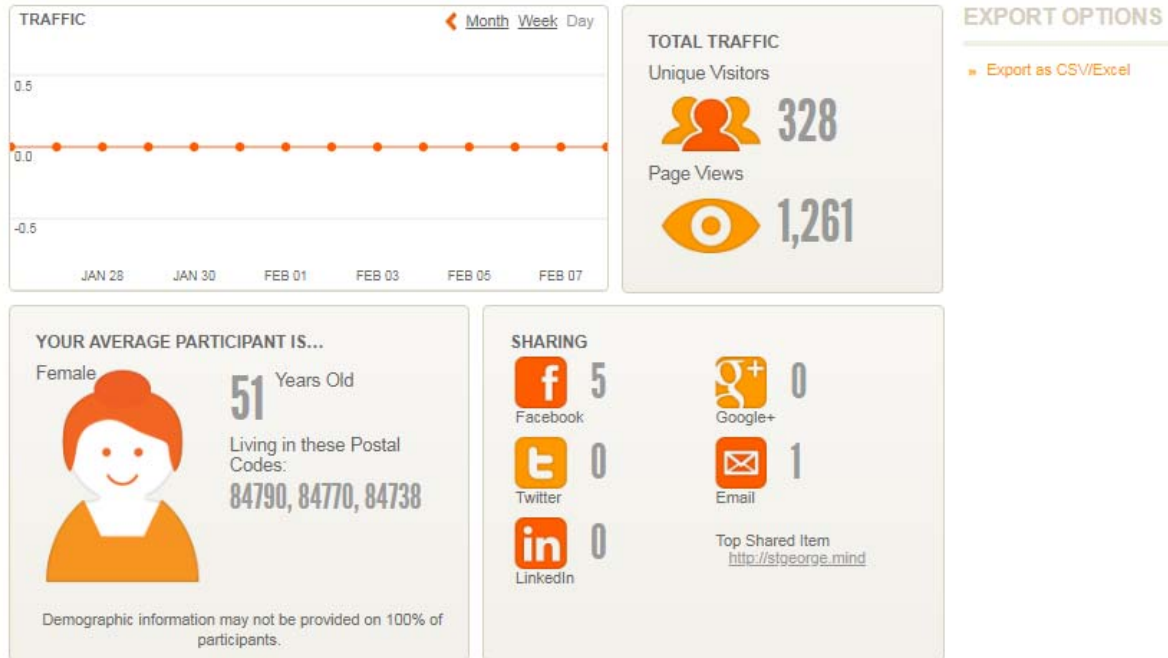 TRAFFIC
Month Week Day
0.5
0.0
-0.5
JAN 28 JAN 30 FEB 01 FEB 03 FEB 05 FEB 07
TOTAL TRAFFIC
Unique Visitors
328
Page Views
1,261
EXPORT OPTIONS
» Export as CSV/Excel
YOUR AVERAGE PARTICIPANT IS...
Female
51 Years Old
Living in these Postal
Codes:
84790, 84770, 84738
Demographic information may not be provided on 100% of
participants.
SHARING
f 5
Facebook
g+ 0
Google+
t 0
Twitter
1
Email
in 0
LinkedIn
Top Shared Item
http://stgeorge.mind